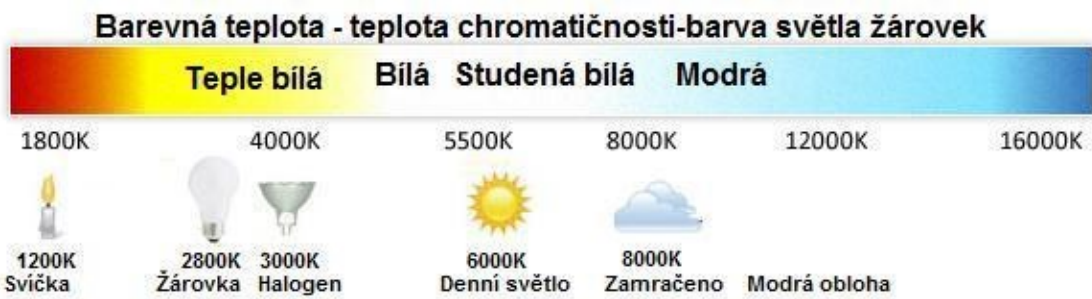 Barevná teplota - teplota chromatičnosti-barva světla žárovek
Teple bílá Bílá Studená bílá Modrá
1800K 4000K 5500K 8000K 12000K 16000K
1200K 2800K 3000K 6000K 8000K
Svíčka Žárovka Halogen Denní světlo Zamračeno Modrá obloha